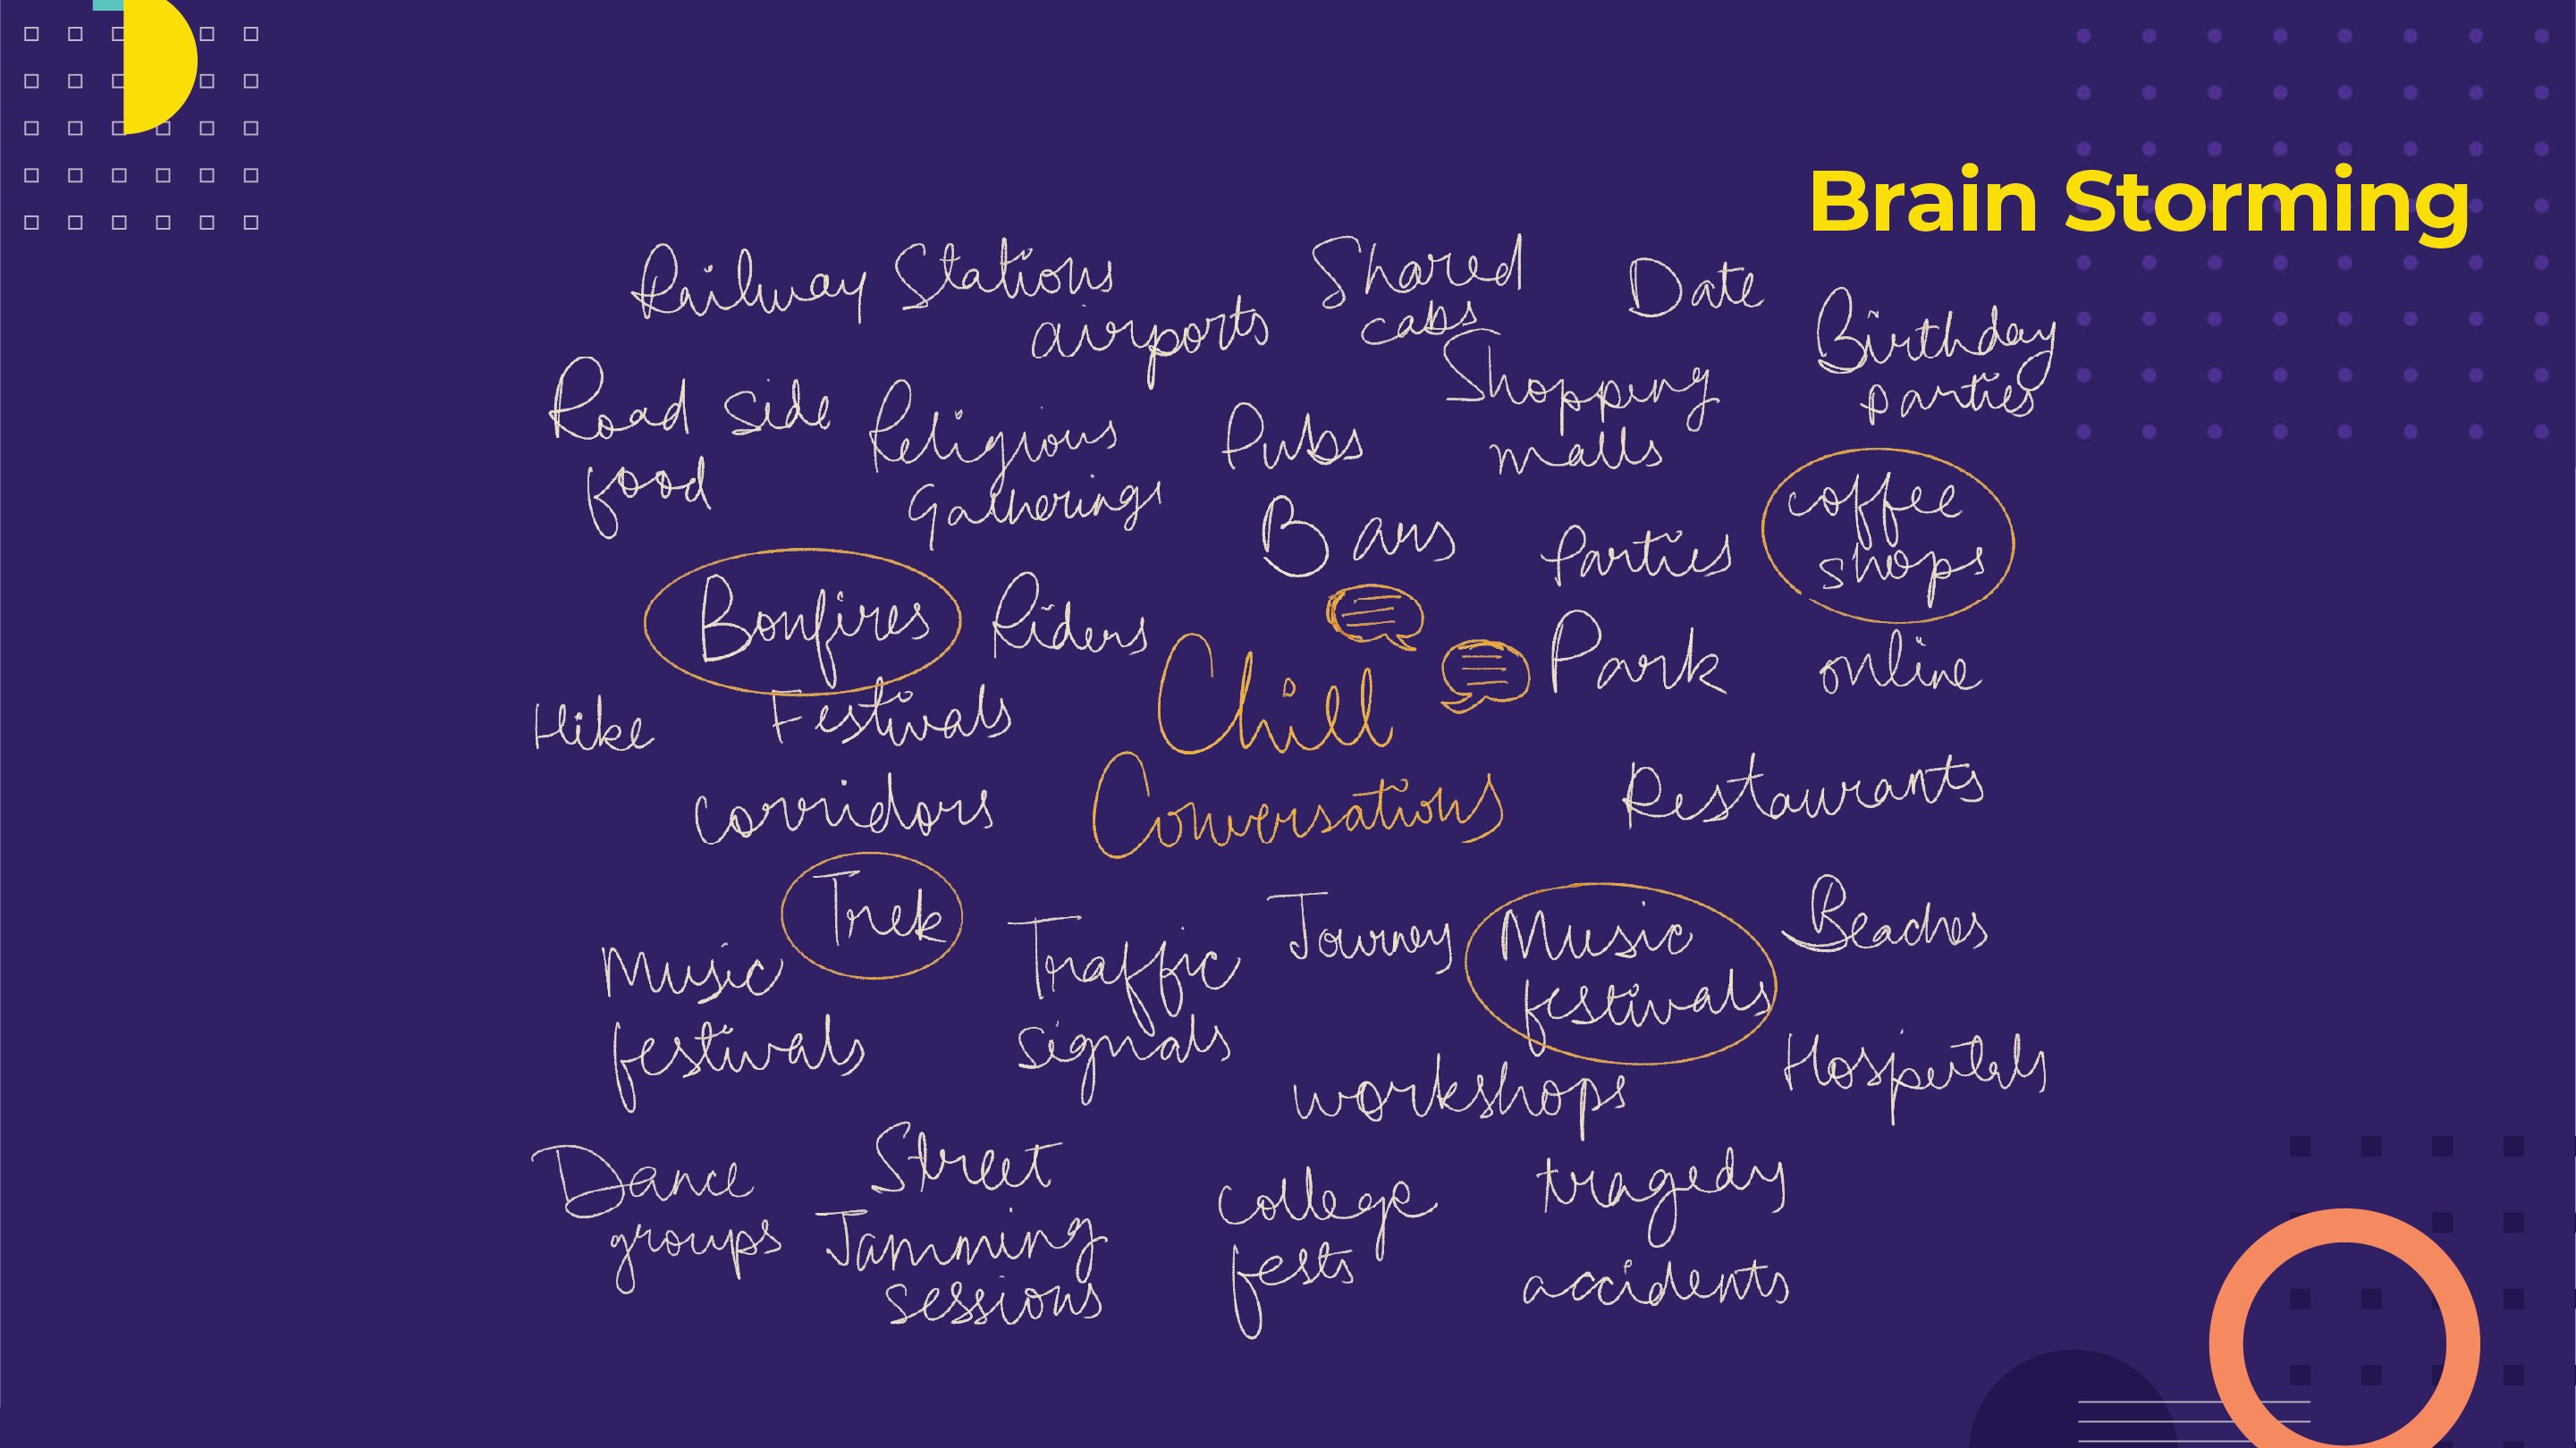 Brain Storming
Railway Stations
airports
Shared
cabs
Date
Birthday
parties
Road side
food
Religious
Gatherings
Pubs
Shopping
malls
coffee
shops
Bars
Parties
Bonfires
Riders
Park
online
Hike
Festivals
Chill
Conversations
corridors
Restaurants
Trek
Music
festivals
Traffic
signals
Journey
Music
festivals
Beaches
workshops
Hospitals
Dance
groups
Street
Jamming
sessions
college
fests
tragedy
accidents